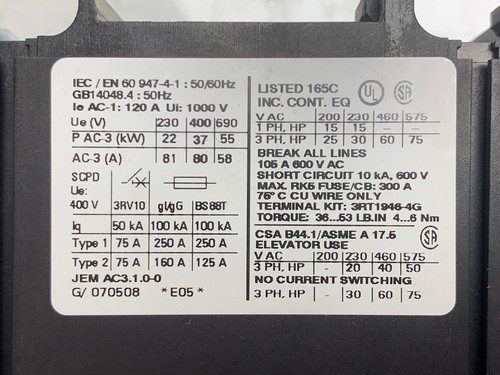 IEC / EN 60 947-4-1 : 50/60Hz
GB14048.4 : 50Hz
Ie AC-1: 120 A Ui: 1000 V
Ue (V) 230 400 690
P AC-3 (kW) 22 37 55
AC-3 (A) 81 80 58
SCPD
Ue:
400 V 3RV10 gl/gG BS88T
Iq 50 kA 100 kA 100 kA
Type 1 75 A 250 A 250 A
Type 2 75 A 160 A 125 A
JEM AC3.1.0-0
G/ 070508 *E05*
LISTED 165C
INC. CONT. EQ
UL
SA
V AC 200 230 460 575
1 PH, HP 15 15 - -
3 PH, HP 25 30 60 75
BREAK ALL LINES
105 A 600 V AC
SHORT CIRCUIT 10 kA, 600 V
MAX. RK5 FUSE/CB: 300 A
75°C CU WIRE ONLY
TERMINAL KIT: 3RT1946-4G
TORQUE: 36...53 LB.IN 4...6 Nm
CSA B44.1/ASME A 17.5
ELEVATOR USE
SA
V AC 200 230 460 575
3 PH, HP - 20 40 50
NO CURRENT SWITCHING
3 PH, HP - 30 60 75